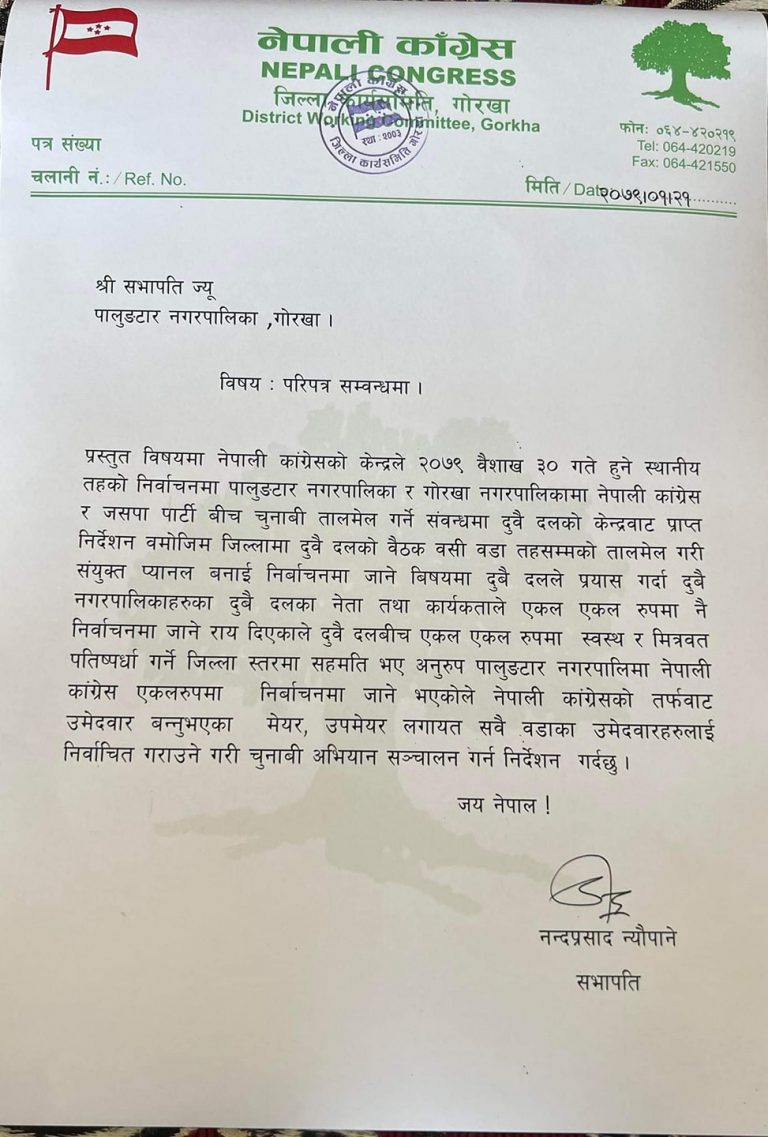 नेपाली काँग्रेस
NEPALI CONGRESS
जिल्ला कार्यसमिति, गोरखा
District Working Committee, Gorkha
नेपाली काँग्रेस
स्था : २००३
जिल्ला कार्यसमिति गोरखा
फोन: ०६४-४२०२१९
Tel: 064-420219
Fax: 064-421550
पत्र संख्या
चलानी नं.: / Ref. No.
मिति / Date २०७९।०१।२१
श्री सभापति ज्यू
पालुङटार नगरपालिका ,गोरखा ।
विषय : परिपत्र सम्वन्धमा ।
प्रस्तुत विषयमा नेपाली कांग्रेसको केन्द्रले २०७९ वैशाख ३० गते हुने स्थानीय
तहको निर्वाचनमा पालुङटार नगरपालिका र गोरखा नगरपालिकामा नेपाली कांग्रेस
र जसपा पार्टी बीच चुनाबी तालमेल गर्ने संवन्धमा दुवै दलको केन्द्रवाट प्राप्त
निर्देशन वमोजिम जिल्लामा दुवै दलको वैठक वसी वडा तहसम्मको तालमेल गरी
संयुक्त प्यानल बनाई निर्वाचनमा जाने बिषयमा दुबै दलले प्रयास गर्दा दुबै
नगरपालिकाहरुका दुबै दलका नेता तथा कार्यकताले एकल एकल रुपमा नै
निर्वाचनमा जाने राय दिएकाले दुवै दलबीच एकल एकल रुपमा स्वस्थ र मित्रवत
पतिष्पर्धा गर्ने जिल्ला स्तरमा सहमति भए अनुरुप पालुङटार नगरपालिमा नेपाली
कांग्रेस एकलरुपमा निर्बाचनमा जाने भएकोले नेपाली कांग्रेसको तर्फवाट
उमेदवार बन्नुभएका मेयर, उपमेयर लगायत सवै वडाका उमेदवारहरुलाई
निर्वाचित गराउने गरी चुनाबी अभियान सञ्चालन गर्न निर्देशन गर्दछु ।
जय नेपाल !
नन्दप्रसाद न्यौपाने
सभापति